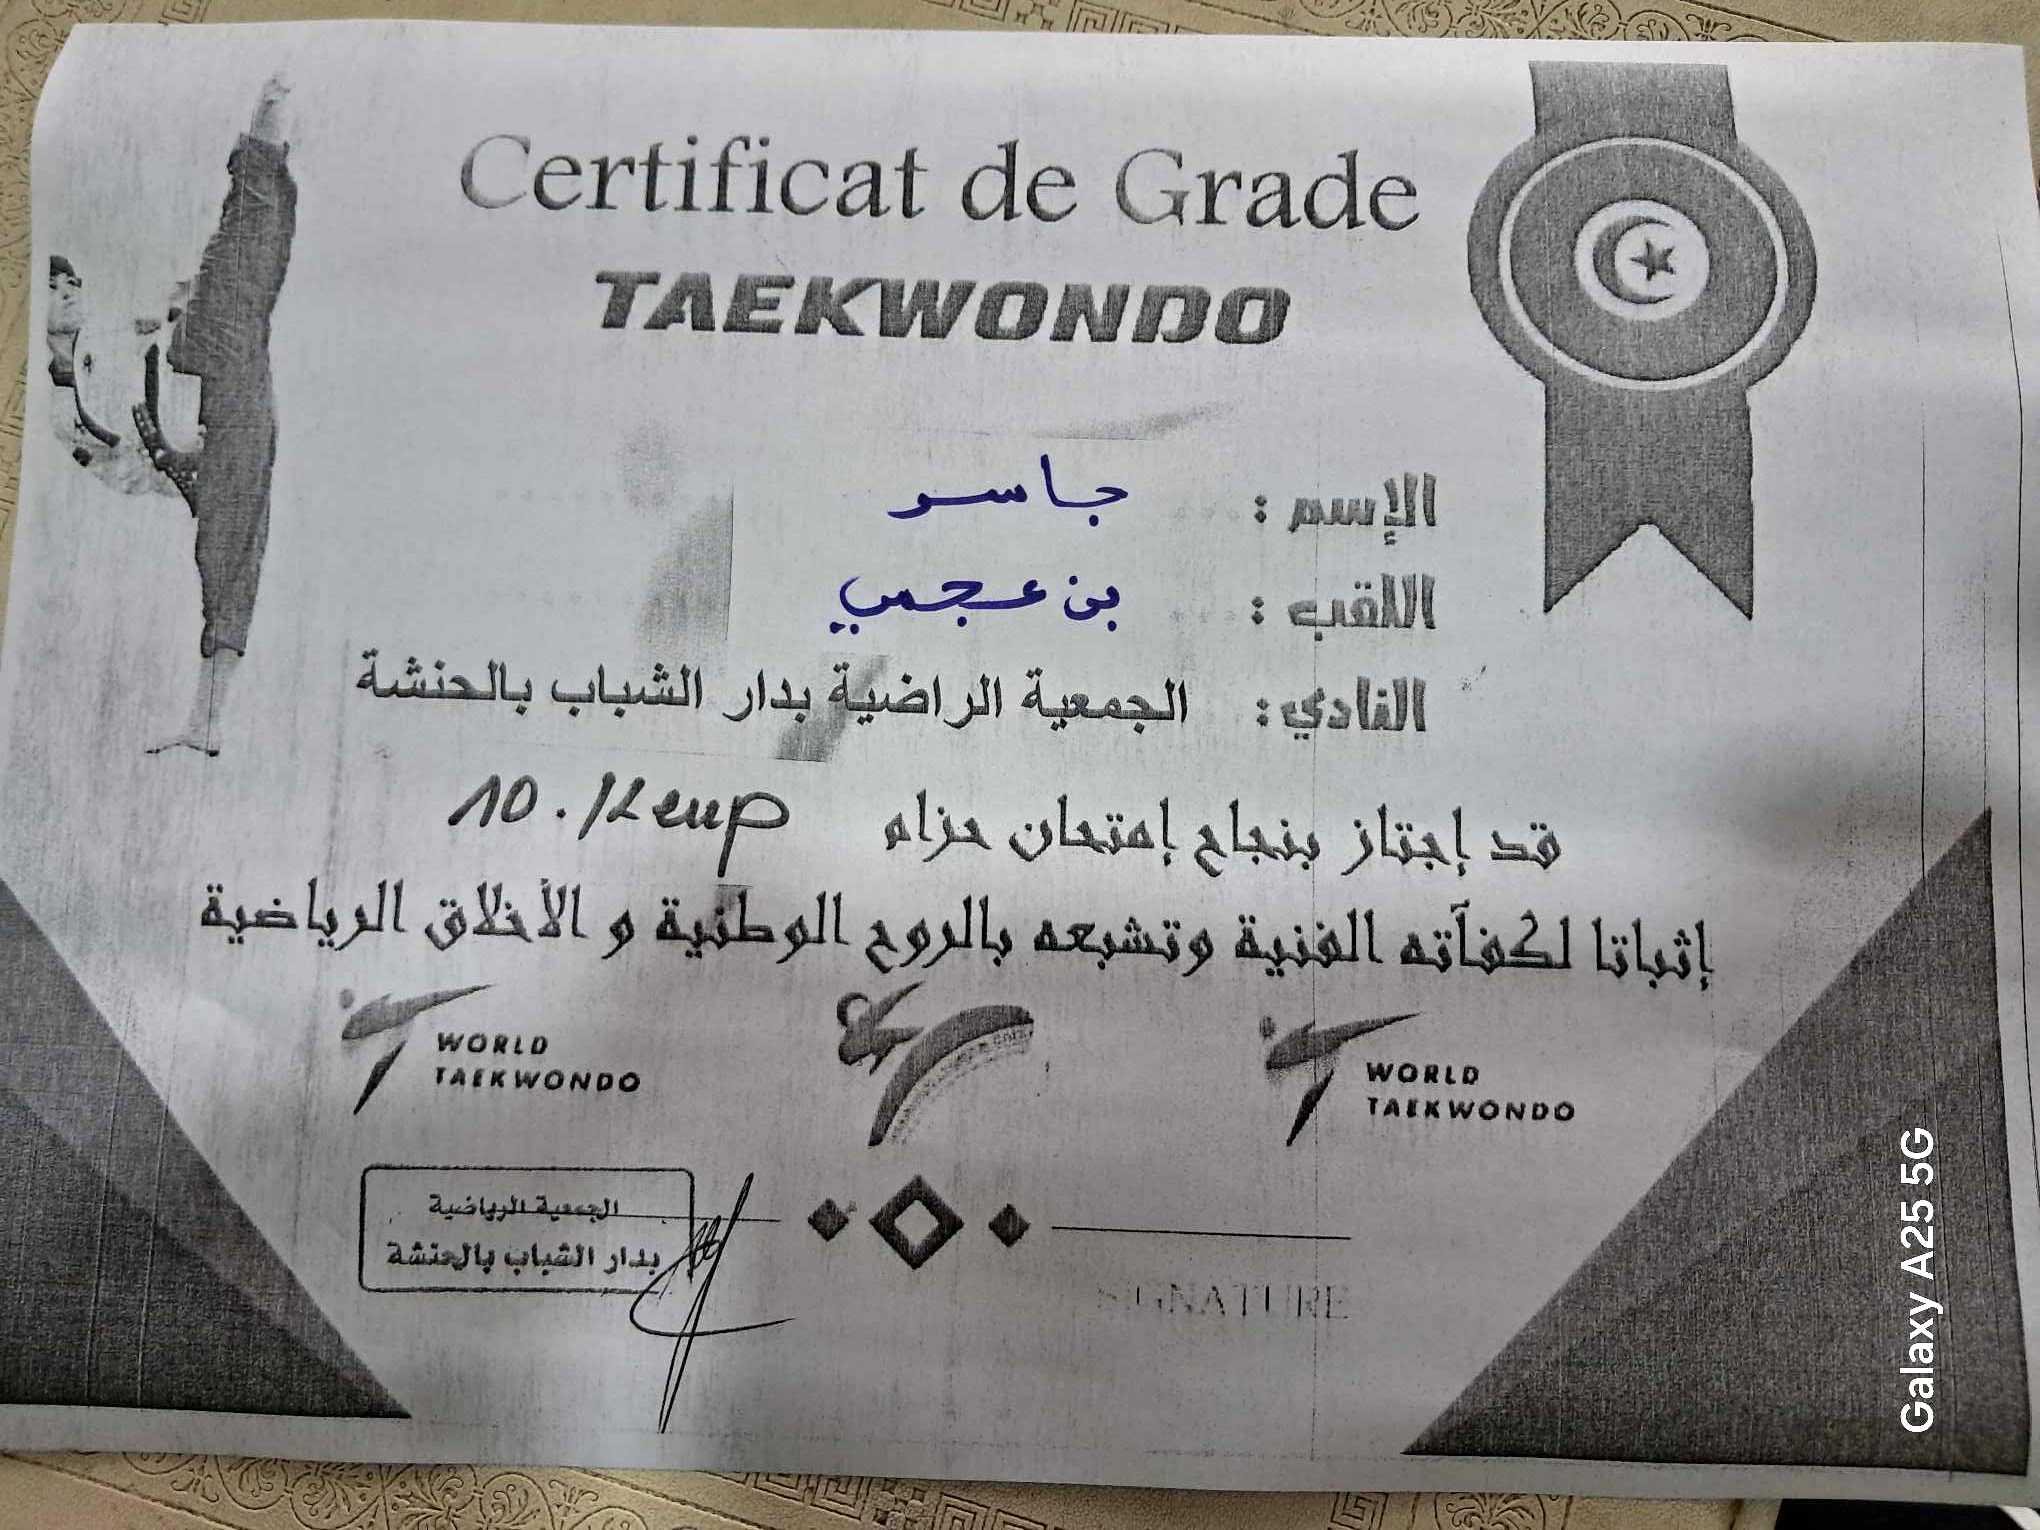 Certificat de Grade
TAEKWONDO
الإسم : جاسر
اللقب : بن عجمي
النادي : الجمعية الراضية بدار الشباب بالحنشة
قد إجتاز بنجاح إمتحان حزام 10.Keup
إثباتا لكفآته الفنية وتشبعه بالروح الوطنية و الأخلاق الرياضية
WORLD
TAEKWONDO
WORLD
TAEKWONDO
الجمعية الرياضية
بدار الشباب بالحنشة
SIGNATURE
Galaxy A25 5G